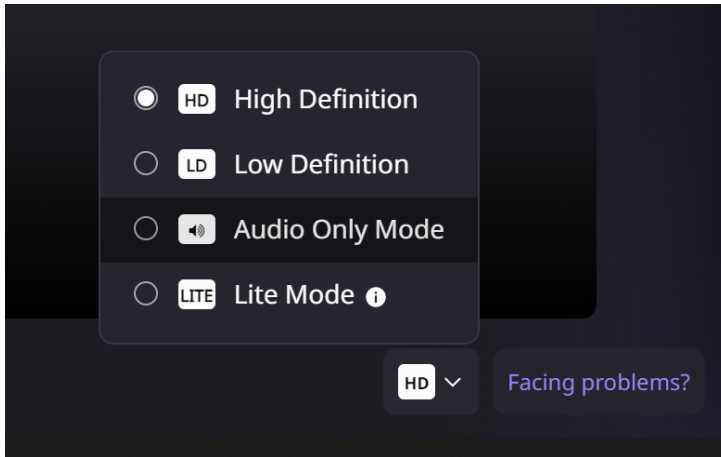 HD High Definition
LD Low Definition
Audio Only Mode
LITE Lite Mode i
HD Facing problems?